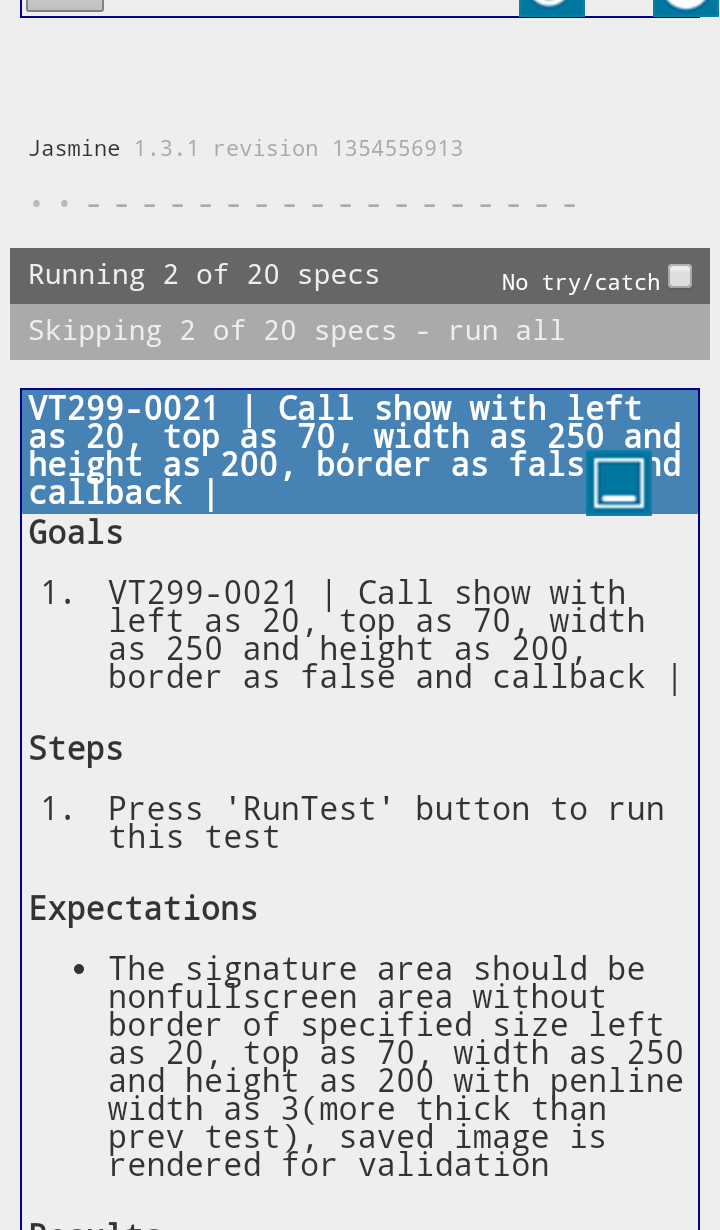 Jasmine 1.3.1 revision 1354556913
Running 2 of 20 specs
No try/catch
Skipping 2 of 20 specs - run all
VT299-0021 | Call show with left
as 20, top as 70, width as 250 and
height as 200, border as fals nd
callback |
Goals
1. VT299-0021 | Call show with
left as 20, top as 70, width
as 250 and height as 200,
border as false and callback |
Steps
1. Press 'RunTest' button to run
this test
Expectations
• The signature area should be
nonfullscreen area without
border of specified size left
as 20, top as 70, width as 250
and height as 200 with penline
width as 3(more thick than
prev test), saved image is
rendered for validation